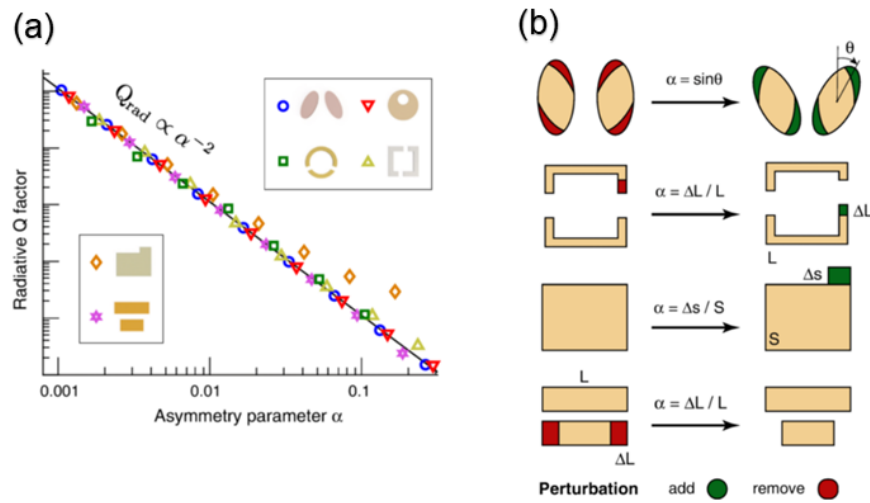 (a)
Q_rad ∝ α⁻²
Radiative Q factor
0.001
0.01
0.1
Asymmetry parameter α
(b)
α = sinθ
θ
α = ΔL / L
ΔL
L
Δs
α = Δs / S
S
S
L
α = ΔL / L
ΔL
Perturbation add remove